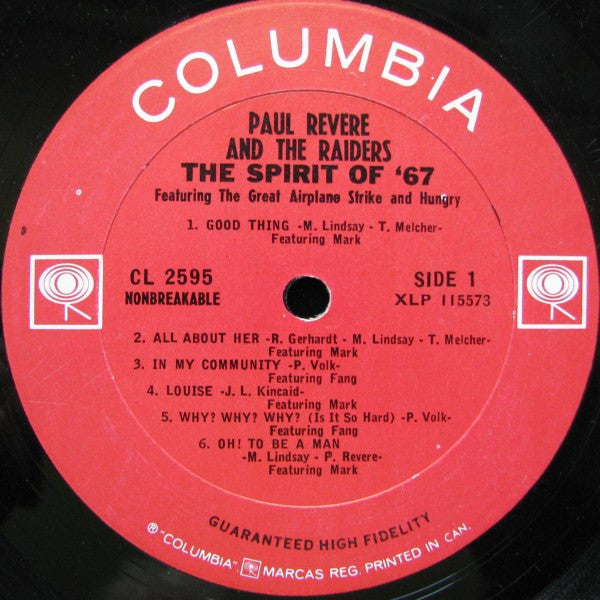 COLUMBIA
PAUL REVERE
AND THE RAIDERS
THE SPIRIT OF '67
Featuring The Great Airplane Strike and Hungry
1. GOOD THING -M. Lindsay - T. Melcher-
Featuring Mark
CL 2595
NONBREAKABLE
SIDE 1
XLP 115573
2. ALL ABOUT HER -R. Gerhardt - M. Lindsay - T. Melcher-
Featuring Mark
3. IN MY COMMUNITY -P. Volk-
Featuring Fang
4. LOUISE -J. L. Kincaid-
Featuring Mark
5. WHY? WHY? WHY? (Is It So Hard) -P. Volk-
Featuring Fang
6. OH! TO BE A MAN
-M. Lindsay - P. Revere-
Featuring Mark
GUARANTEED HIGH FIDELITY
® "COLUMBIA", MARCAS REG. PRINTED IN CAN.